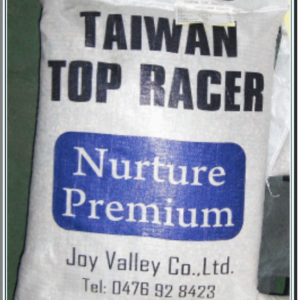 TAIWAN
TOP RACER
Nurture
Premium
Joy Valley Co.,Ltd.
Tel: 0476 92 8423